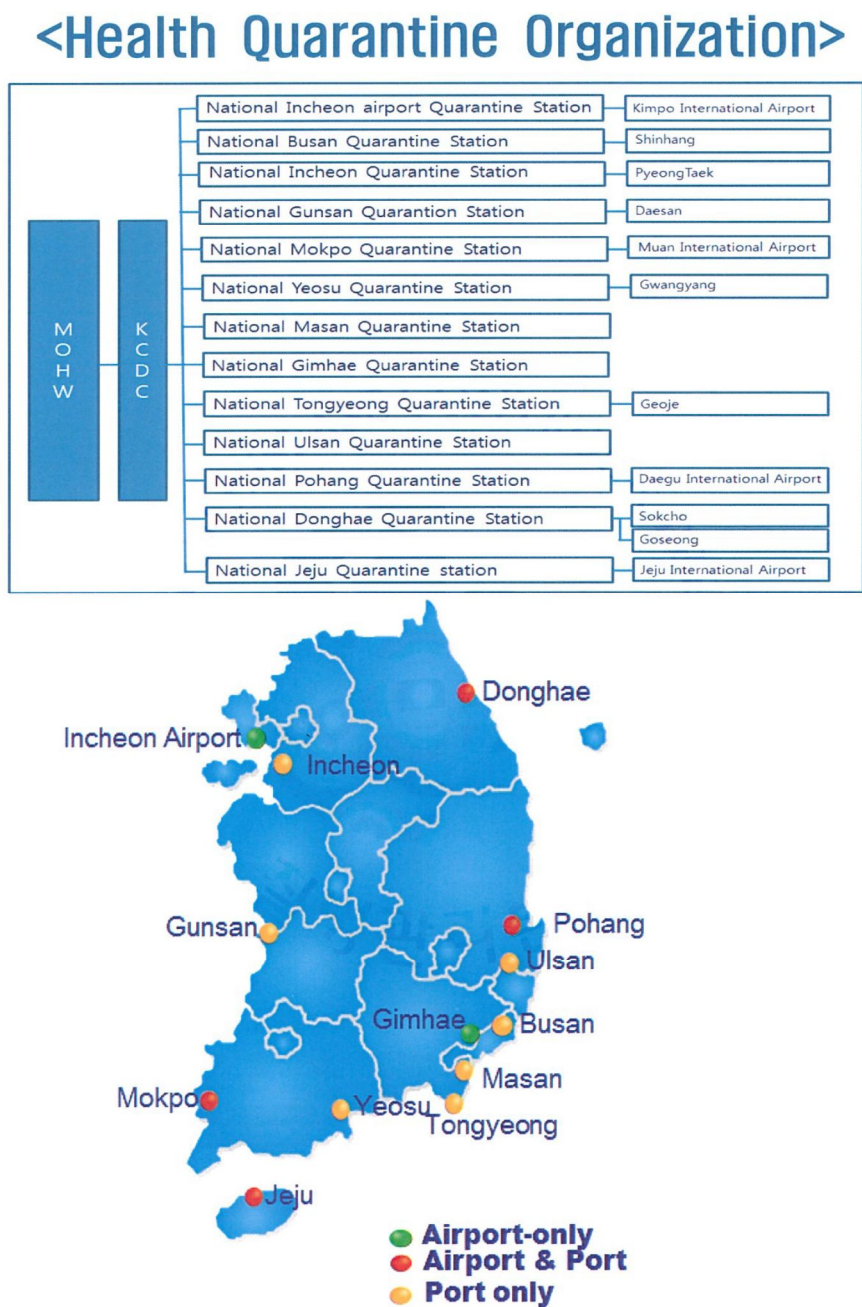 <Health Quarantine Organization>
MOHW
KCDC
National Incheon airport Quarantine Station
Kimpo International Airport
National Busan Quarantine Station
Shinhang
National Incheon Quarantine Station
PyeongTaek
National Gunsan Quarantion Station
Daesan
National Mokpo Quarantine Station
Muan International Airport
National Yeosu Quarantine Station
Gwangyang
National Masan Quarantine Station
National Gimhae Quarantine Station
National Tongyeong Quarantine Station
Geoje
National Ulsan Quarantine Station
National Pohang Quarantine Station
Daegu International Airport
National Donghae Quarantine Station
Sokcho
Goseong
National Jeju Quarantine station
Jeju International Airport
Donghae
Incheon Airport
Incheon
Gunsan
Pohang
Ulsan
Gimhae
Busan
Masan
Mokpo
Yeosu
Tongyeong
Jeju
Airport-only
Airport & Port
Port only